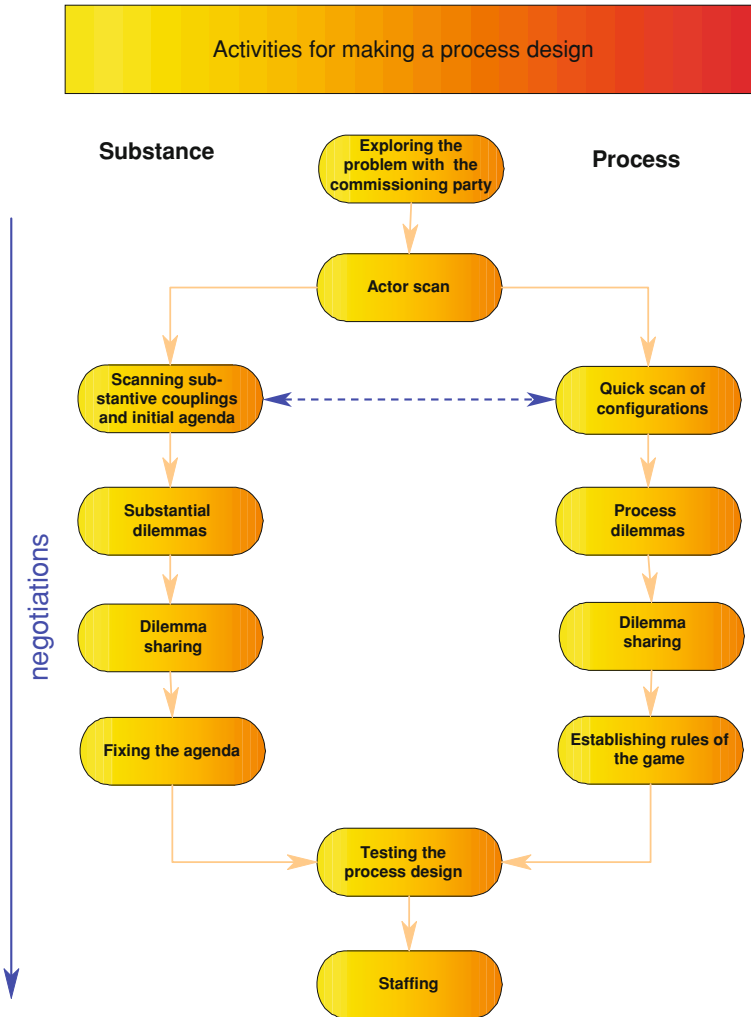 Activities for making a process design
Substance
Exploring the
problem with the
commissioning party
Process
Actor scan
Scanning sub-
stantive couplings
and initial agenda
Quick scan of
configurations
Substantial
dilemmas
Process
dilemmas
negotiations
Dilemma
sharing
Dilemma
sharing
Fixing the agenda
Establishing rules of
the game
Testing the
process design
Staffing